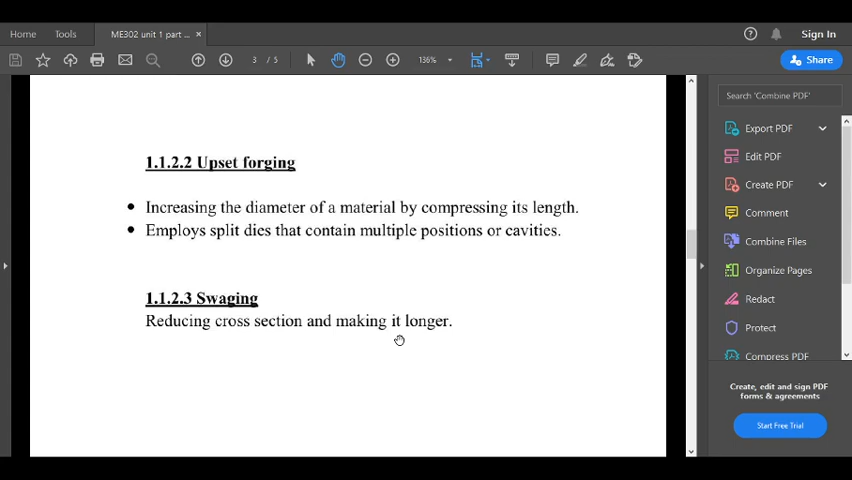 Home Tools ME302 unit 1 part ... × Sign In
3 / 5 136% Share
Search 'Combine PDF'
1.1.2.2 Upset forging
Export PDF
Edit PDF
Create PDF
• Increasing the diameter of a material by compressing its length.
Comment
• Employs split dies that contain multiple positions or cavities.
Combine Files
Organize Pages
1.1.2.3 Swaging
Redact
Reducing cross section and making it longer.
Protect
Compress PDF
Create, edit and sign PDF
forms & agreements
Start Free Trial